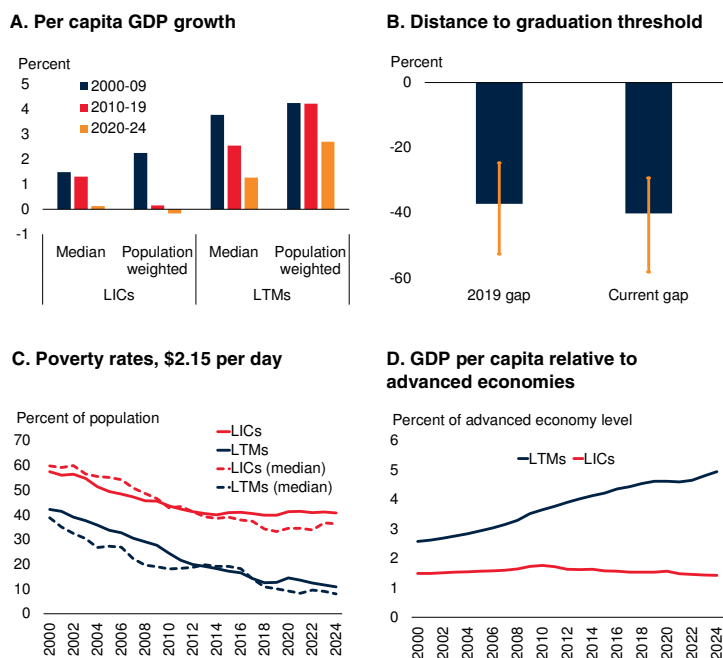 A. Per capita GDP growth
Percent
5
4
3
2
1
0
-1
2000-09
2010-19
2020-24
Median
Population weighted
Median
Population weighted
LICs
LTMs
B. Distance to graduation threshold
Percent
0
-20
-40
-60
2019 gap
Current gap
C. Poverty rates, $2.15 per day
Percent of population
70
60
50
40
30
20
10
0
LICs
LTMs
LICs (median)
LTMs (median)
2000
2002
2004
2006
2008
2010
2012
2014
2016
2018
2020
2022
2024
D. GDP per capita relative to
advanced economies
Percent of advanced economy level
6
5
4
3
2
1
0
LTMs
LICs
2000
2002
2004
2006
2008
2010
2012
2014
2016
2018
2020
2022
2024